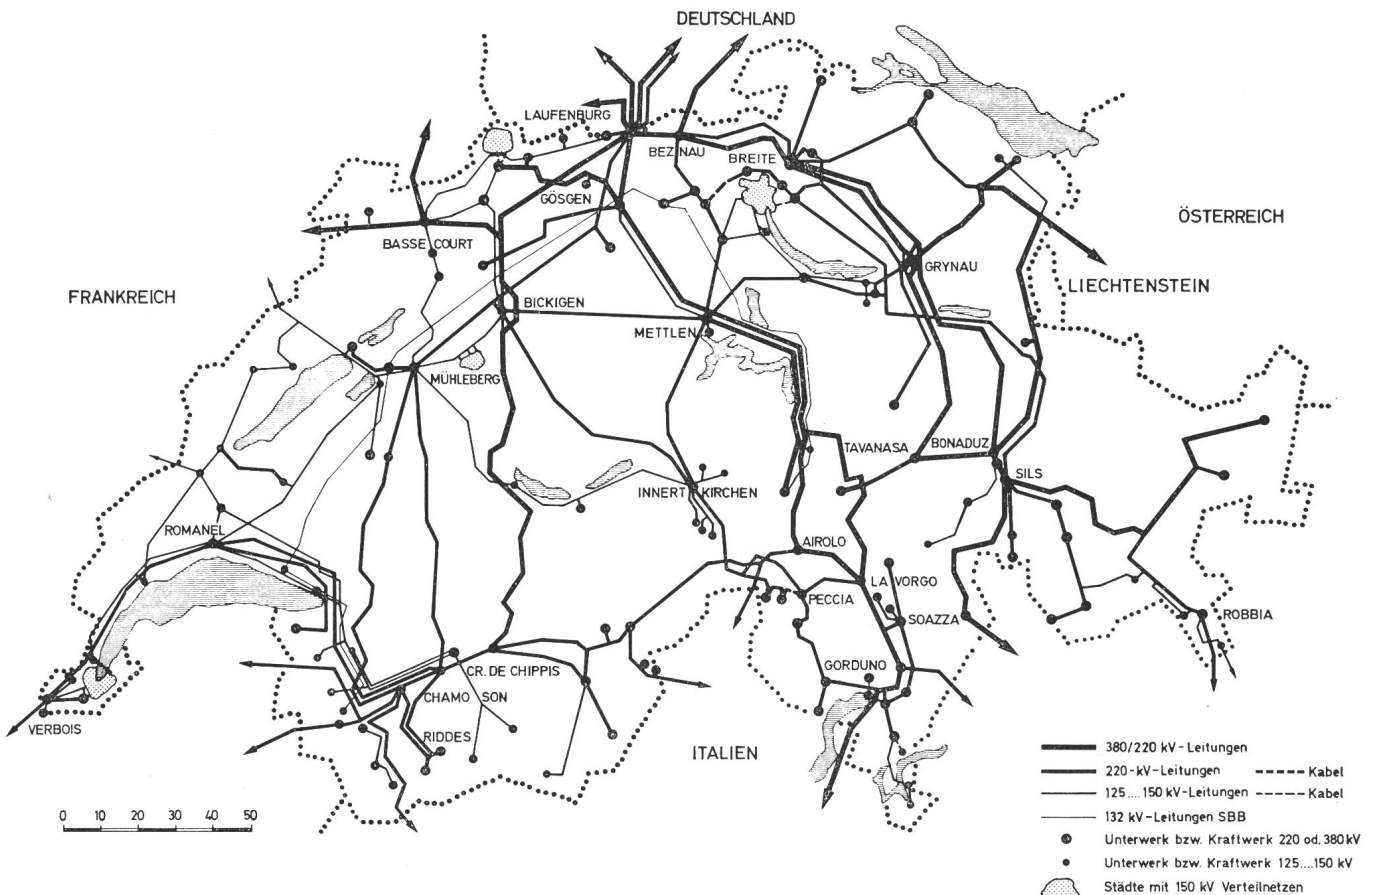 DEUTSCHLAND
LAUFENBURG
BEZNAU
BREITE
GÖSGEN
ÖSTERREICH
BASSECOURT
GRYNAU
LIECHTENSTEIN
FRANKREICH
BICKIGEN
METTLEN
MÜHLEBERG
TAVANASA
BONADUZ
SILS
INNERTKIRCHEN
ROMANEL
AIROLO
LAVORGO
PECCIA
SOAZZA
ROBBIA
GORDUNO
CR. DE CHIPPIS
CHAMOSON
VERBOIS
RIDDES
ITALIEN
380/220 kV-Leitungen
220-kV-Leitungen Kabel
125....150 kV-Leitungen Kabel
132 kV-Leitungen SBB
Unterwerk bzw. Kraftwerk 220 od. 380 kV
Unterwerk bzw. Kraftwerk 125....150 kV
Städte mit 150 kV Verteilnetzen
0 10 20 30 40 50